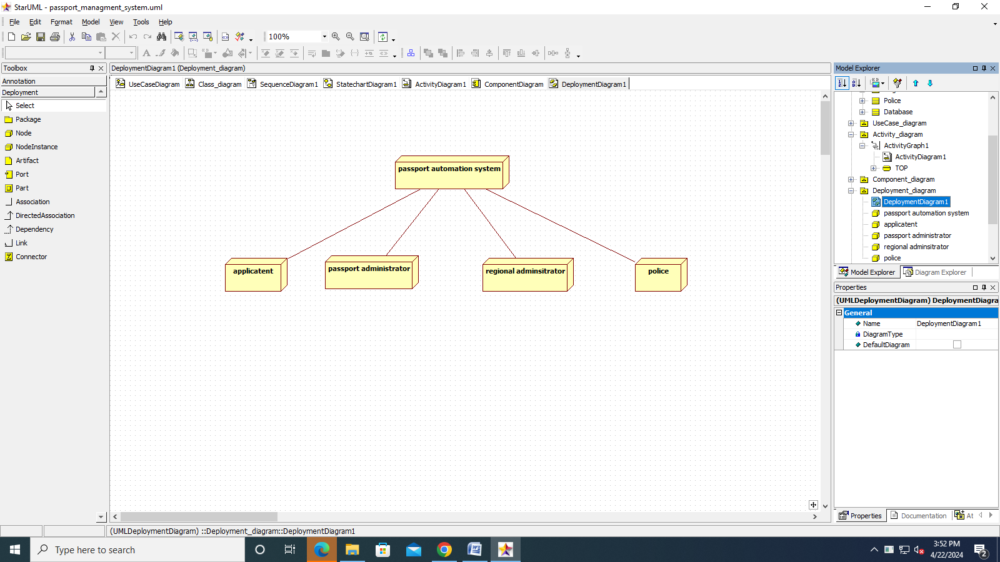 StarUML - passport_managment_system.uml
File Edit Format Model View Tools Help
100%
Toolbox
Annotation
Deployment
Select
Package
Node
NodeInstance
Artifact
Port
Part
Association
DirectedAssociation
Dependency
Link
Connector
DeploymentDiagram1 (Deployment_diagram)
UseCaseDiagram Class_diagram SequenceDiagram1 StatechartDiagram1 ActivityDiagram1 ComponentDiagram DeploymentDiagram1
passport automation system
applicatent
passport administrator
regional adminsitrator
police
Model Explorer
Police
Database
UseCase_diagram
Activity_diagram
ActivityGraph1
ActivityDiagram1
TOP
Component_diagram
Deployment_diagram
DeploymentDiagram1
passport automation system
applicatent
passport administrator
regional adminsitrator
police
Model Explorer Diagram Explorer
Properties
(UMLDeploymentDiagram) DeploymentDiagra
General
Name DeploymentDiagram1
DiagramType
DefaultDiagram
Properties Documentation At
(UMLDeploymentDiagram) ::Deployment_diagram::DeploymentDiagram1
Type here to search
3:52 PM
4/22/2024
2